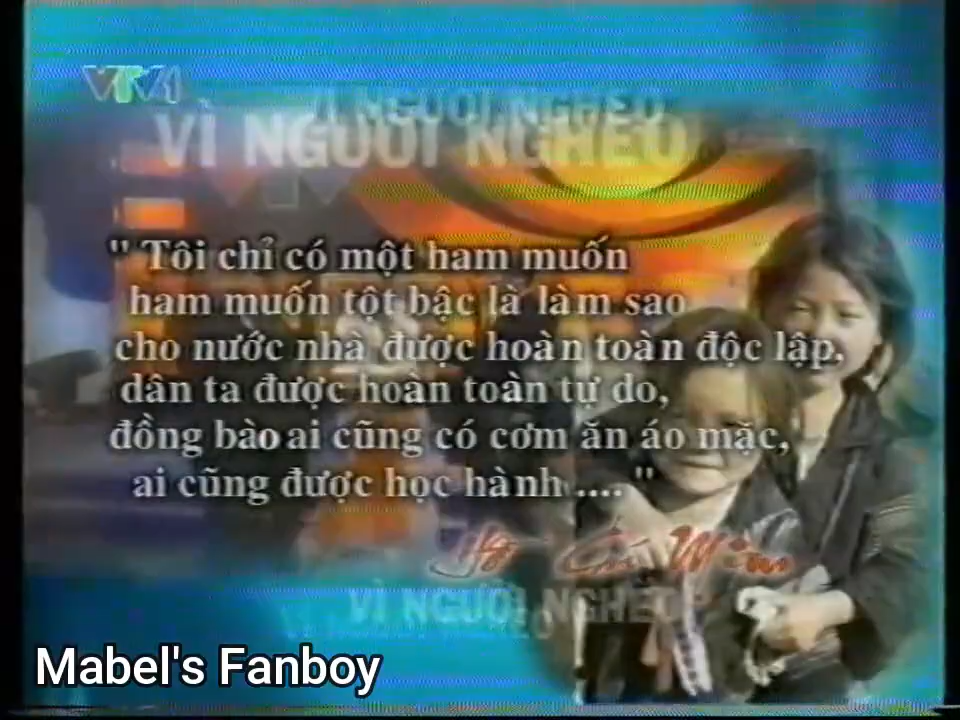 VTV1
VÌ NGƯỜI NGHÈO
VÌ NGƯỜI NGHÈO
" Tôi chỉ có một ham muốn
ham muốn tột bậc là làm sao
cho nước nhà được hoàn toàn độc lập,
dân ta được hoàn toàn tự do,
đồng bào ai cũng có cơm ăn áo mặc,
ai cũng được học hành .... "
Hồ Chí Minh
VÌ NGƯỜI NGHÈO
Mabel's Fanboy